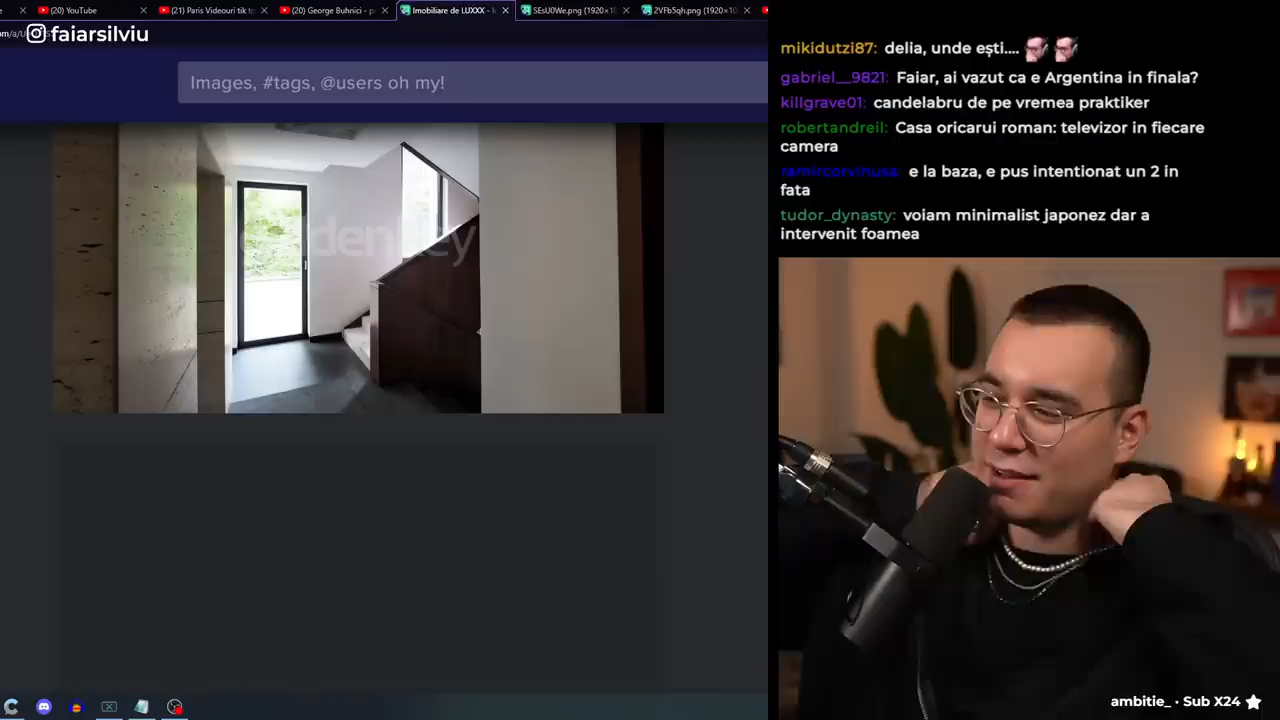 (20) YouTube
(21) Paris Videouri tik t
(20) George Buhnici - p
Imobiliare de LUXXX -
SEsU0We.png (1920×10
2VFb5qh.png (1920×10
om/a/U
faiarsilviu
Images, #tags, @users oh my!
mikidutzi87: delia, unde ești....
gabriel__9821: Faiar, ai vazut ca e Argentina in finala?
killgrave01: candelabru de pe vremea praktiker
robertandreil: Casa oricarui roman: televizor in fiecare
camera
ramircorvinusa: e la baza, e pus intentionat un 2 in
fata
tudor_dynasty: voiam minimalist japonez dar a
intervenit foamea
ambitie_ • Sub X24